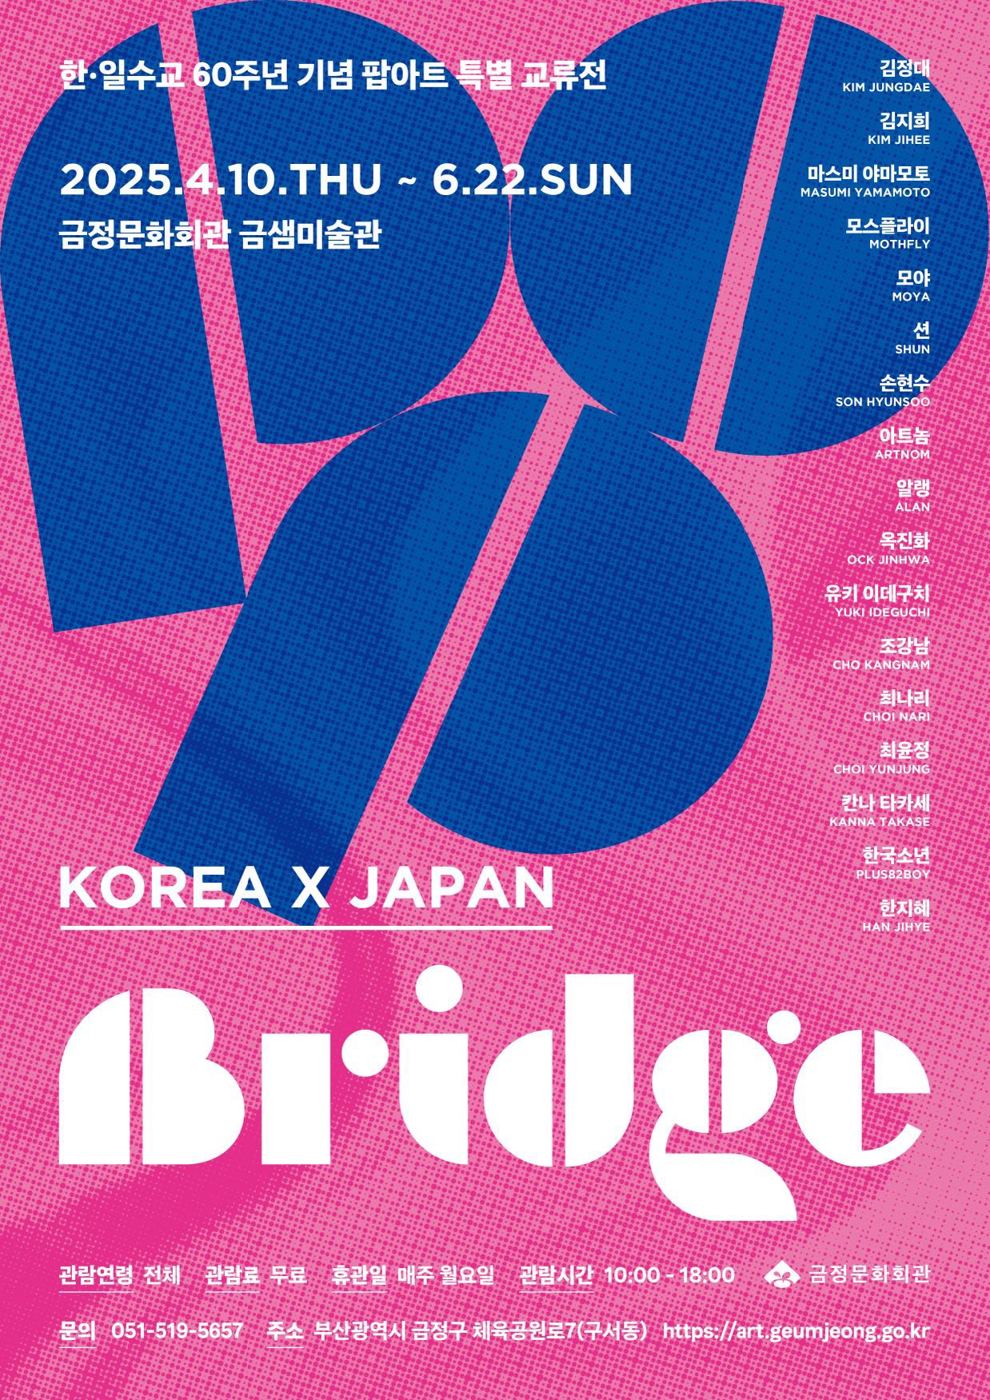 한·일수교 60주년 기념 팝아트 특별 교류전
2025.4.10.THU ~ 6.22.SUN
금정문화회관 금샘미술관
김정대
KIM JUNGDAE
김지희
KIM JIHEE
마스미 야마모토
MASUMI YAMAMOTO
모스플라이
MOTHFLY
모야
MOYA
션
SHUN
손현수
SON HYUNSOO
아트놈
ARTNOM
알랭
ALAN
옥진화
OCK JINHWA
유키 이데구치
YUKI IDEGUCHI
조강남
CHO KANGNAM
최나리
CHOI NARI
최윤정
CHOI YUNJUNG
칸나 타카세
KANNA TAKASE
한국소년
PLUS82BOY
한지혜
HAN JIHYE
POP
KOREA X JAPAN
Bridge
관람연령 전체 관람료 무료 휴관일 매주 월요일 관람시간 10:00 - 18:00 금정문화회관
문의 051-519-5657 주소 부산광역시 금정구 체육공원로7(구서동) https://art.geumjeong.go.kr